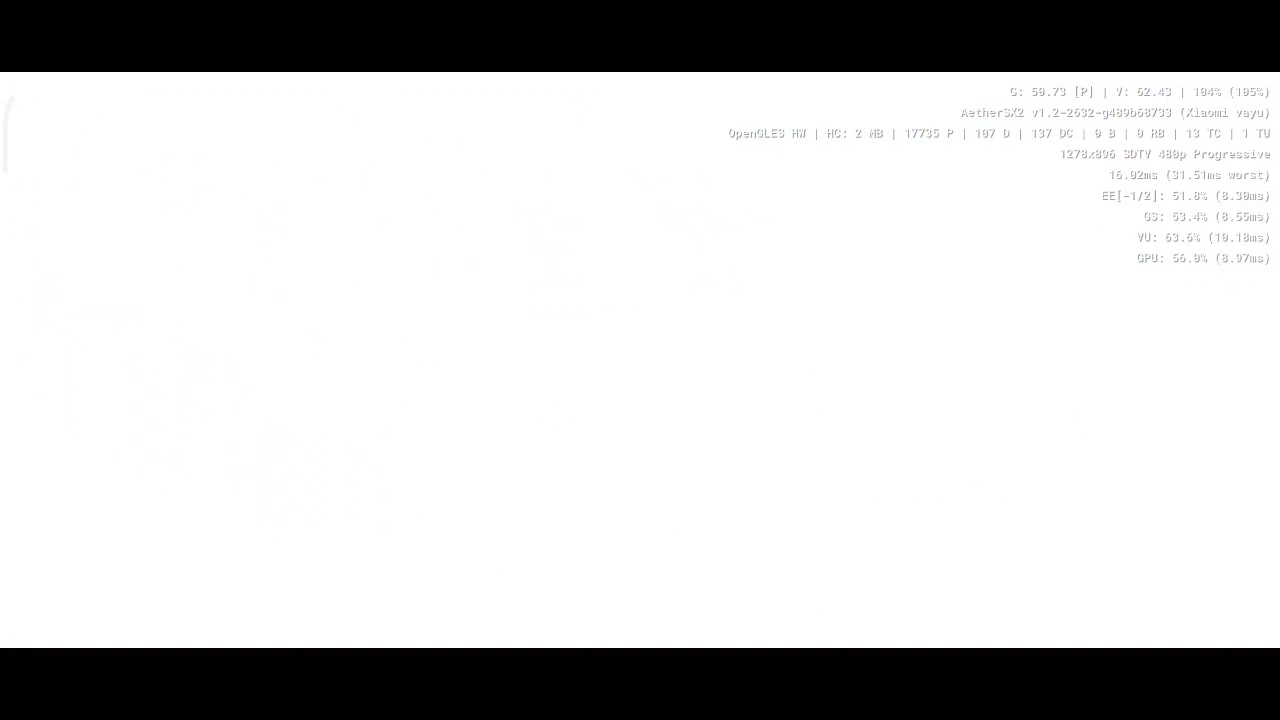 G: 50.73 [P] | V: 62.43 | 104% (105%)
AetherSX2 v1.2-2632-g489b68733 (Xiaomi vayu)
OpenGLES HW | HC: 2 MB | 17735 P | 107 D | 137 DC | 0 B | 0 RB | 13 TC | 1 TU
1278x896 SDTV 480p Progressive
16.02ms (31.51ms worst)
EE[-1/2]: 51.8% (8.30ms)
GS: 53.4% (8.55ms)
VU: 63.6% (10.18ms)
GPU: 56.0% (8.97ms)